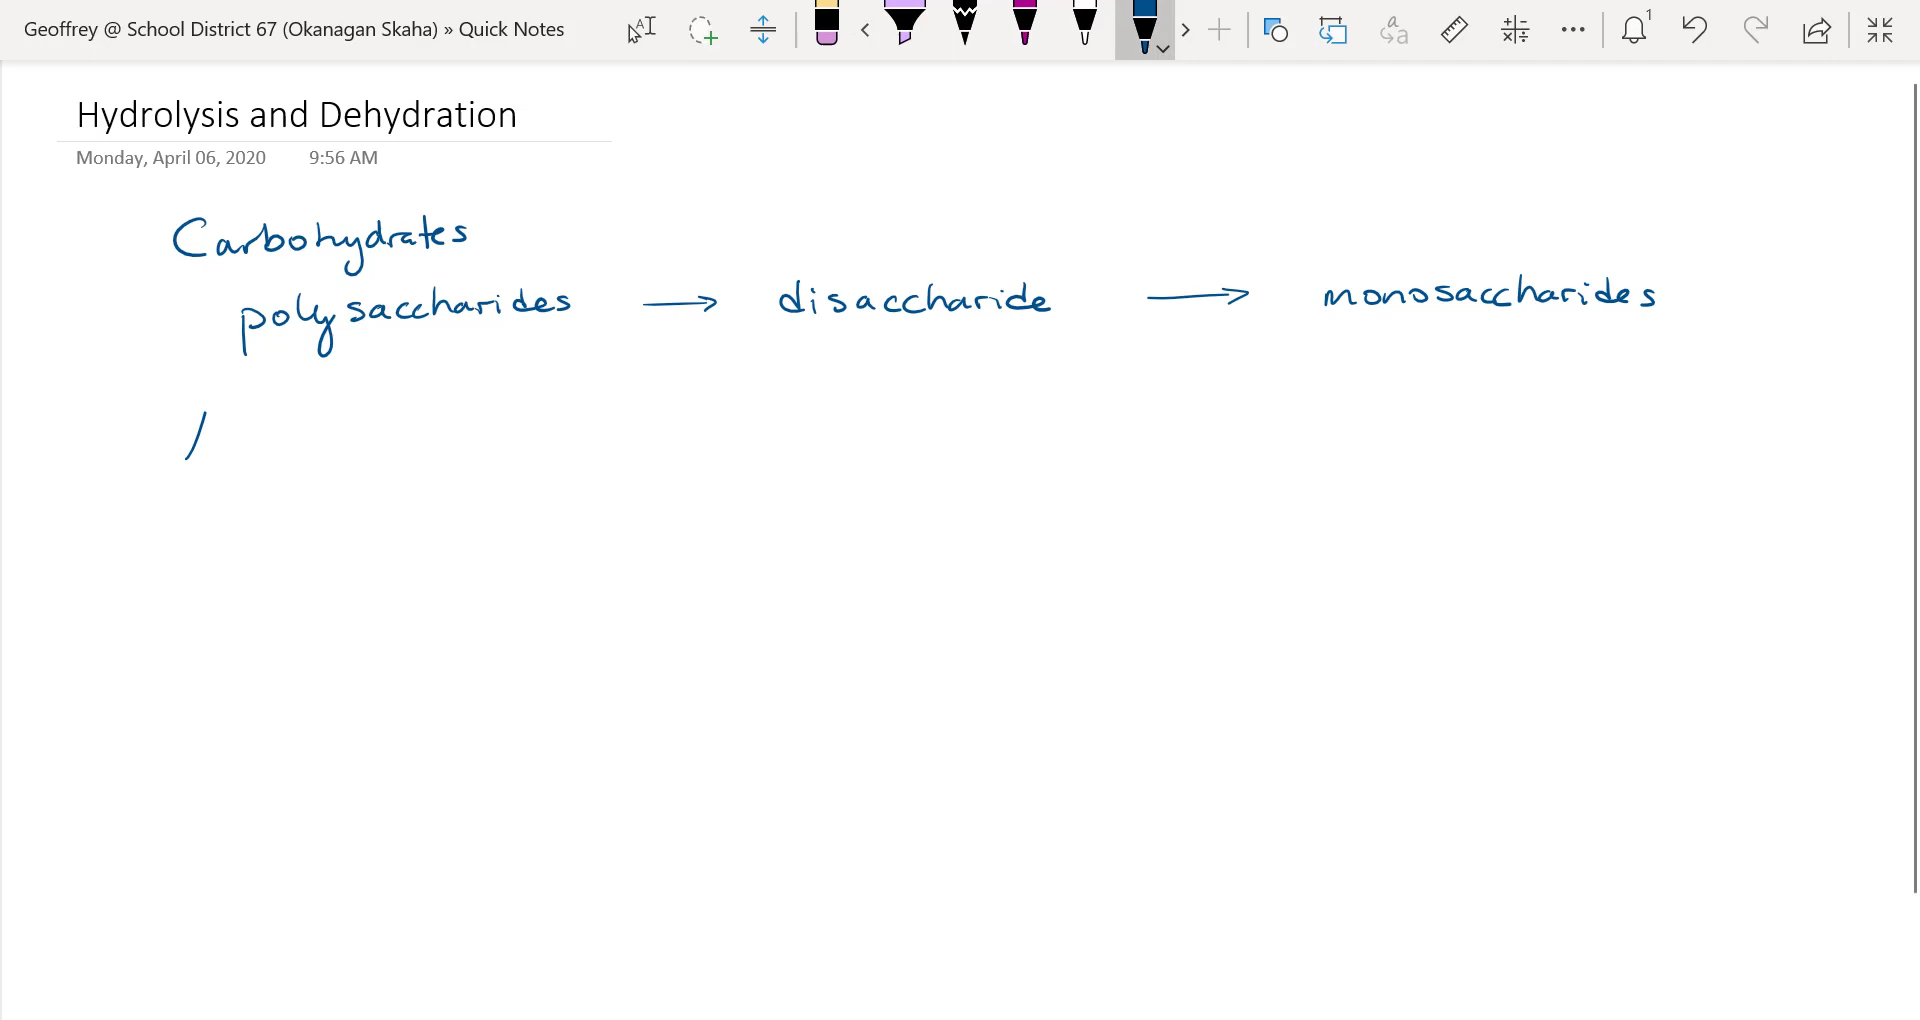 Geoffrey @ School District 67 (Okanagan Skaha) » Quick Notes
1
Hydrolysis and Dehydration
Monday, April 06, 2020 9:56 AM
Carbohydrates
polysaccharides → disaccharide → monosaccharides